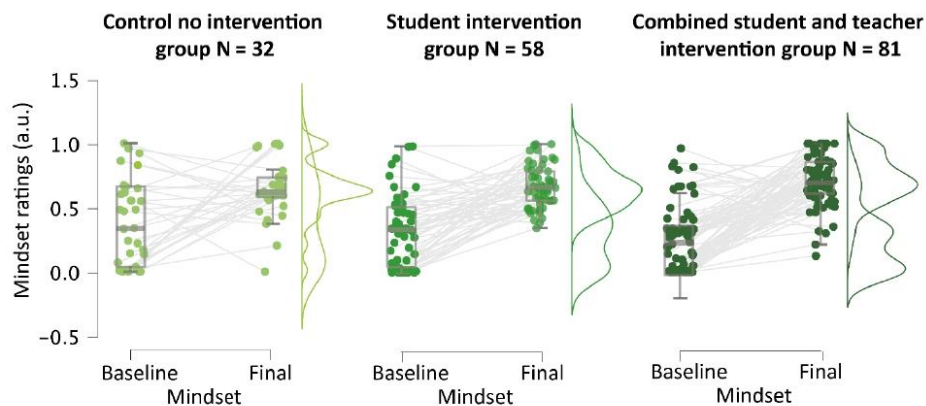 Control no intervention
group N = 32
Student intervention
group N = 58
Combined student and teacher
intervention group N = 81
Mindset ratings (a.u.)
1.5
1.0
0.5
0.0
−0.5
Baseline Final
Mindset
Baseline Final
Mindset
Baseline Final
Mindset